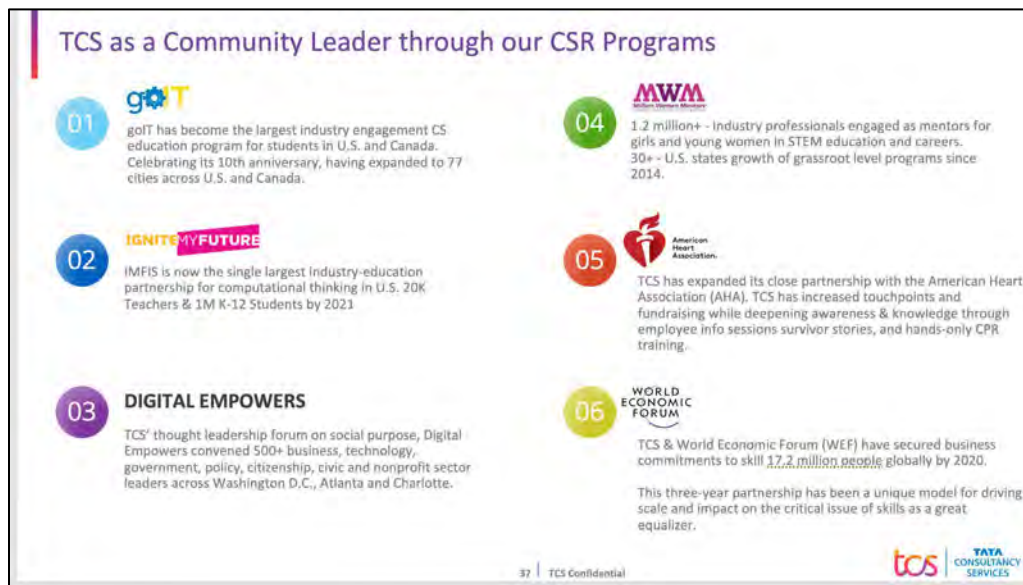 TCS as a Community Leader through our CSR Programs
01
goIT
goIT has become the largest industry engagement CS
education program for students in U.S. and Canada.
Celebrating its 10th anniversary, having expanded to 77
cities across U.S. and Canada.
02
IGNITEMYFUTURE
IMFIS is now the single largest industry-education
partnership for computational thinking in U.S. 20K
Teachers & 1M K-12 Students by 2021
03
DIGITAL EMPOWERS
TCS' thought leadership forum on social purpose, Digital
Empowers convened 500+ business, technology,
government, policy, citizenship, civic and nonprofit sector
leaders across Washington D.C., Atlanta and Charlotte.
04
MWM
Million Women Mentors
1.2 million+ - Industry professionals engaged as mentors for
girls and young women in STEM education and careers.
30+ - U.S. states growth of grassroot level programs since
2014.
05
American
Heart
Association.
TCS has expanded its close partnership with the American Heart
Association (AHA). TCS has increased touchpoints and
fundraising while deepening awareness & knowledge through
employee info sessions survivor stories, and hands-only CPR
training.
06
WORLD
ECONOMIC
FORUM
TCS & World Economic Forum (WEF) have secured business
commitments to skill 17.2 million people globally by 2020.
This three-year partnership has been a unique model for driving
scale and impact on the critical issue of skills as a great
equalizer.
37 | TCS Confidential
tcs
TATA
CONSULTANCY
SERVICES